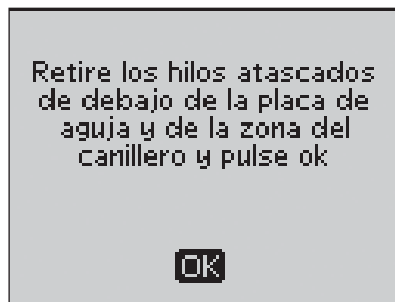 Retire los hilos atascados
de debajo de la placa de
aguja y de la zona del
canillero y pulse ok
OK